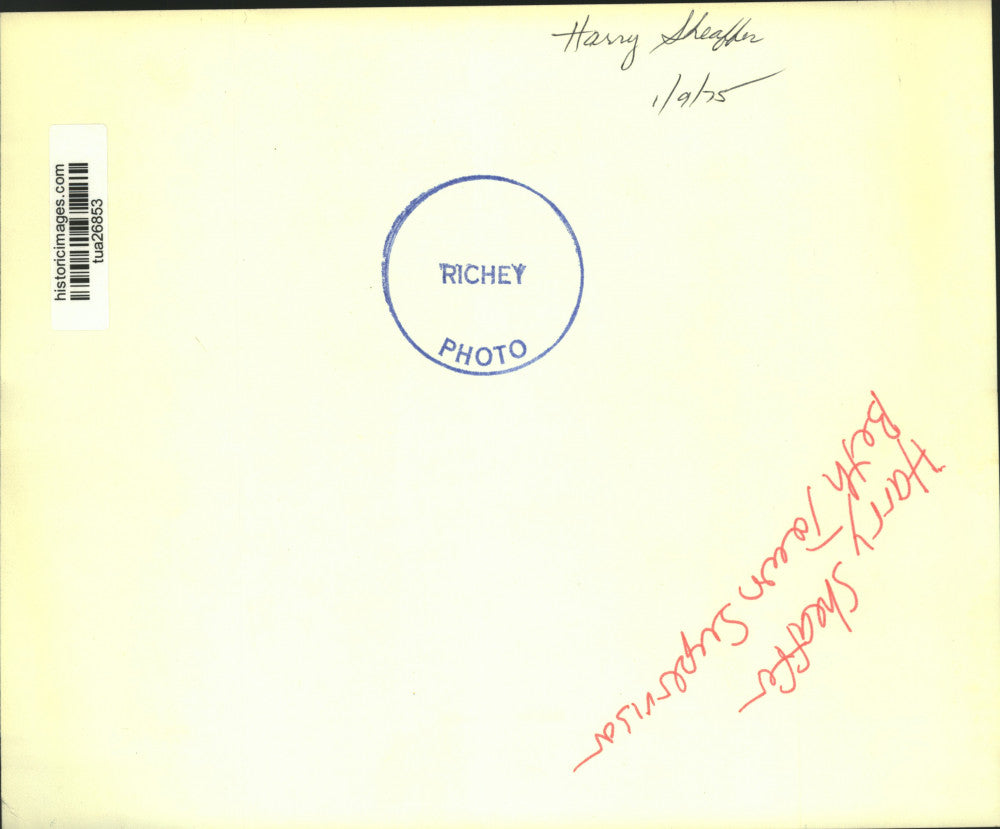 Harry Sheaffer
1/9/75
historicimages.com
tua26853
RICHEY
PHOTO
Harry Sheaffer
Beth Town Supervisor